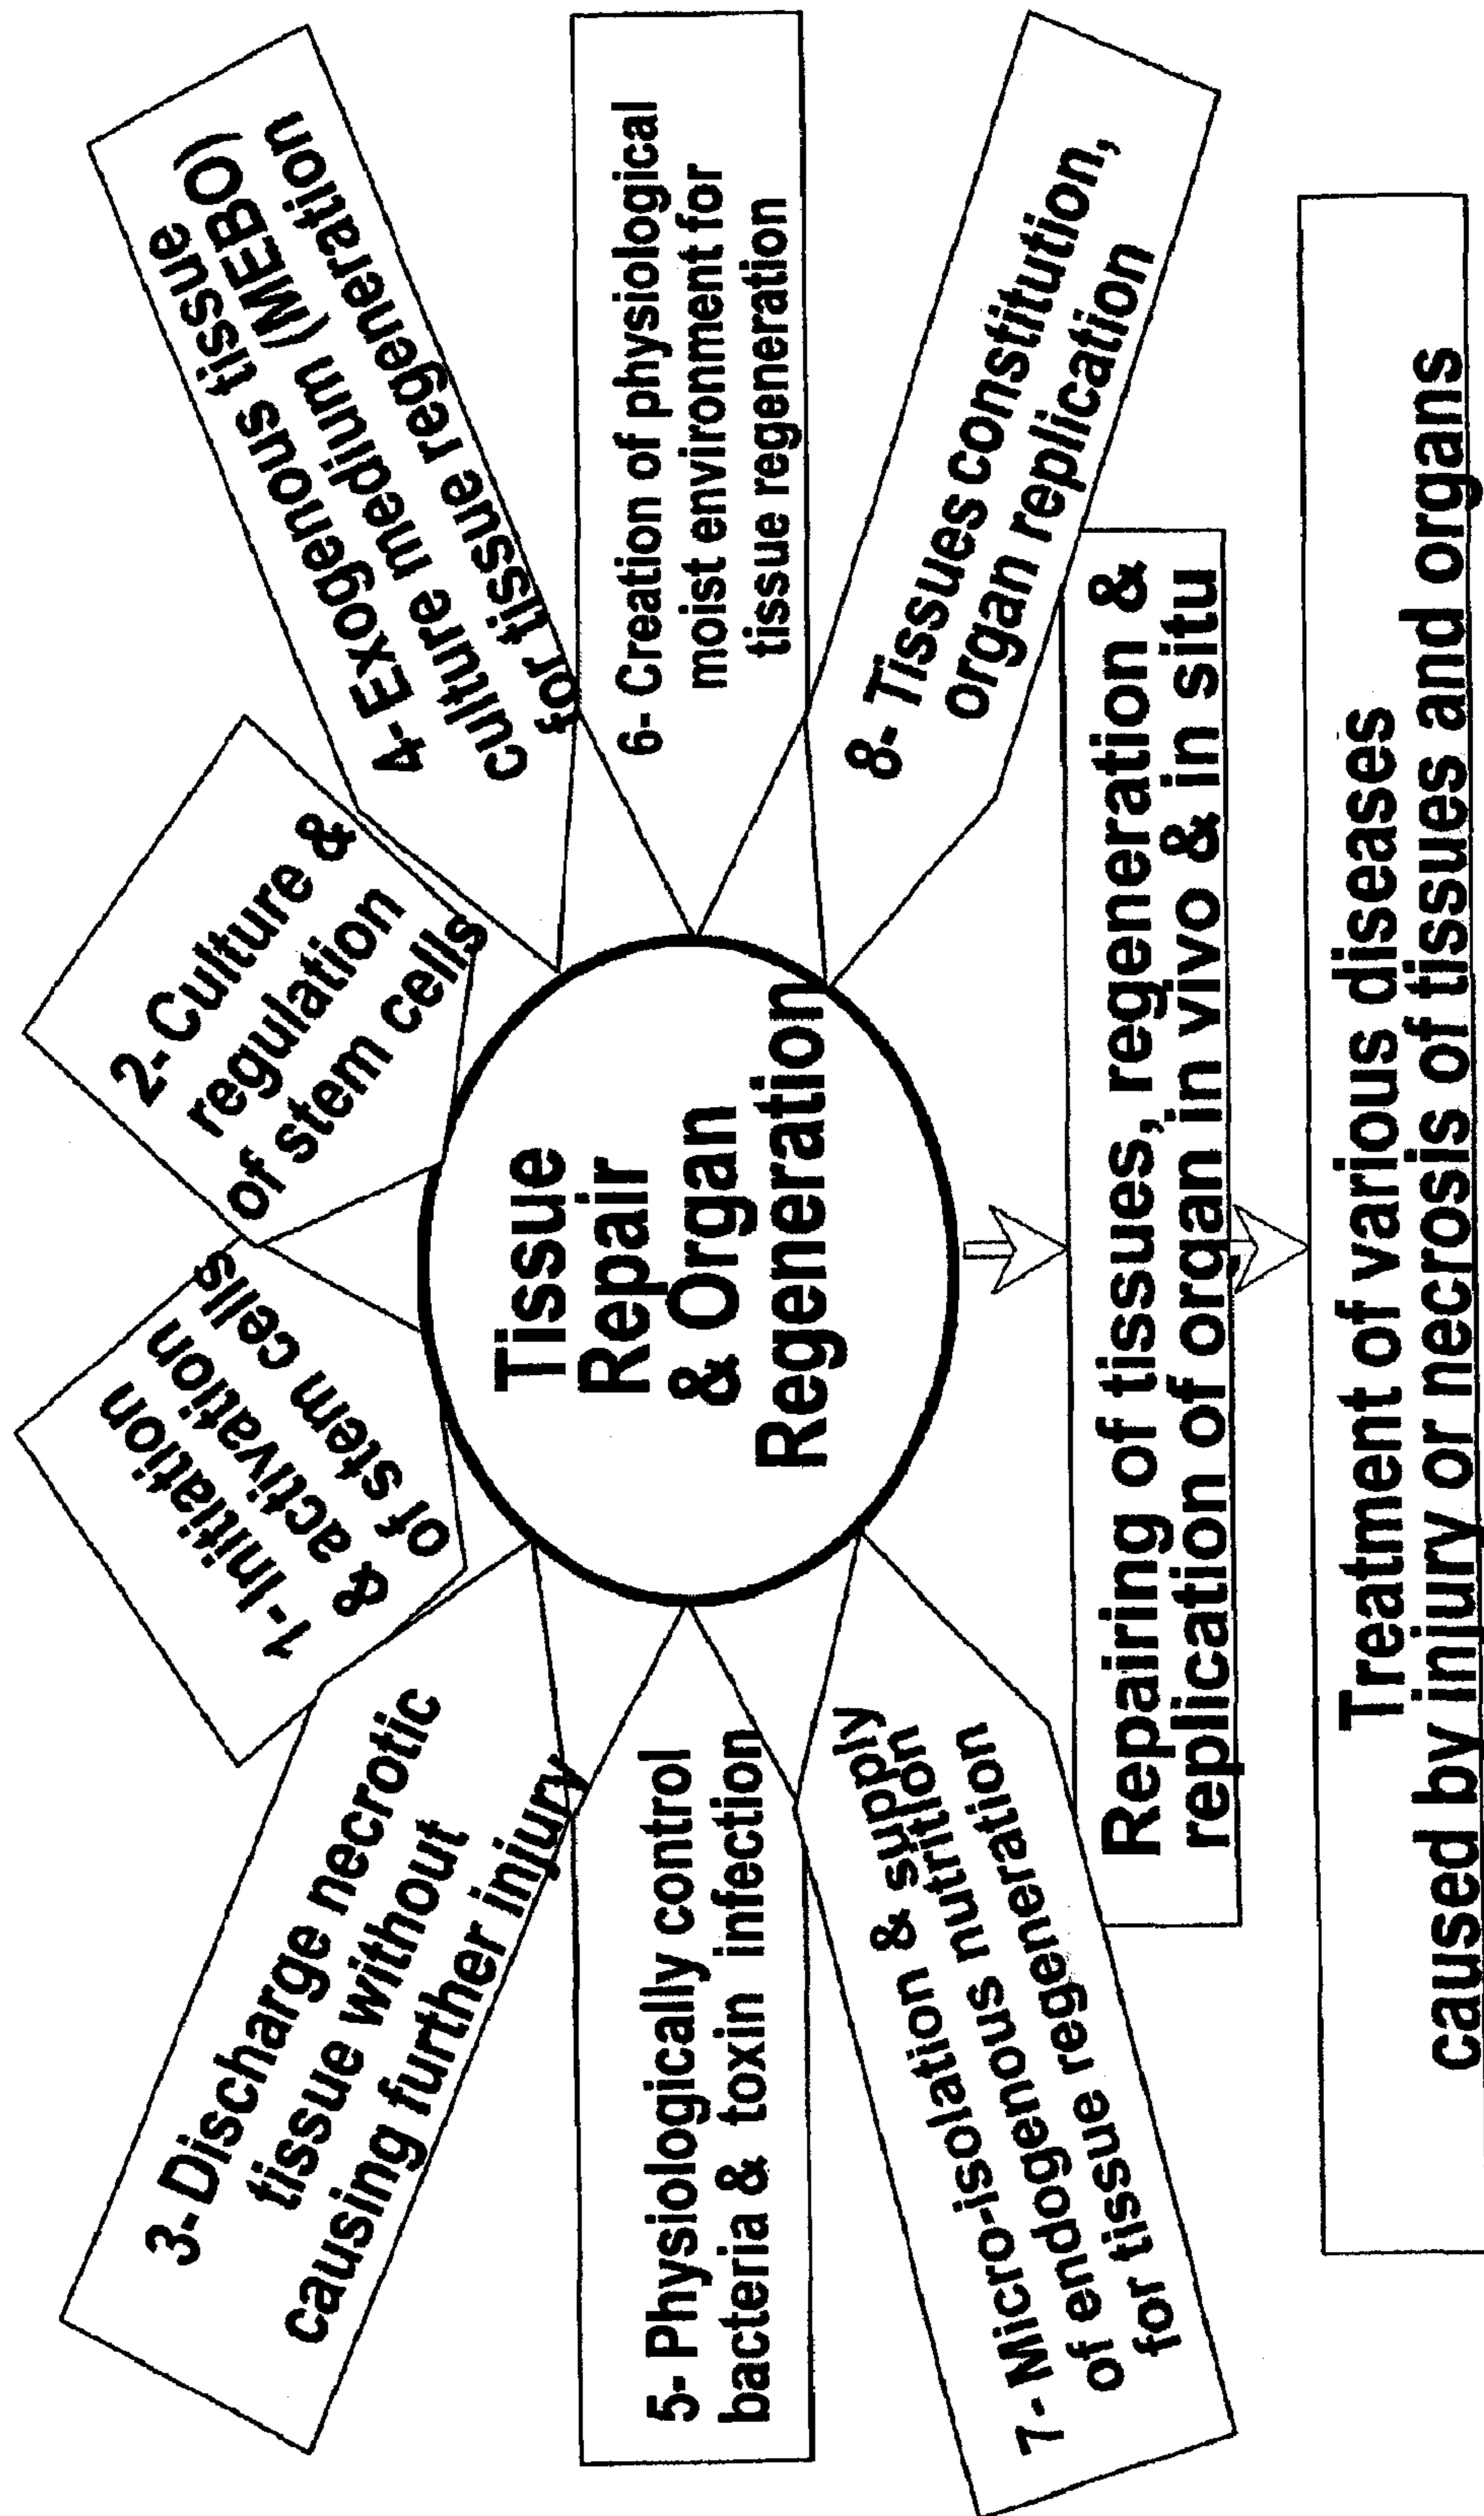 1- Initiation
& activation
of stem cells
2- Culture &
regulation
of stem cells
3- Discharge necrotic
tissue without
causing further injury
4- Exogenous tissue
culture medium (MEBO)
for tissue regeneration
5- Physiologically control
bacteria & toxin infection
6- Creation of physiological
moist environment for
tissue regeneration
7- Micro-isolation & supply
of endogenous nutrition
for tissue regeneration
8- Tissuesconstitution,
organ replication
Tissue
Repair
& Organ
Regeneration
Repairing of tissues, regeneration &
replication of organ in vivo & in situ
Treatment of various diseases
caused by injury or necrosis of tissues and organs